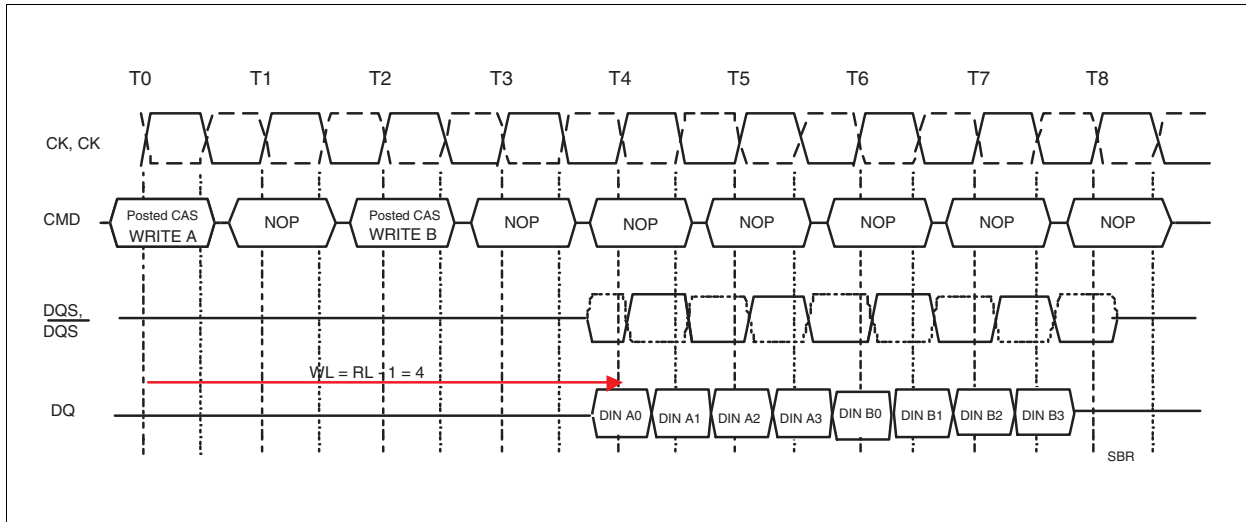 T0 T1 T2 T3 T4 T5 T6 T7 T8
CK, CK
CMD
Posted CAS
WRITE A
NOP
Posted CAS
WRITE B
NOP
NOP
NOP
NOP
NOP
NOP
DQS,
DQS
WL = RL - 1 = 4
DQ
DIN A0 DIN A1 DIN A2 DIN A3 DIN B0 DIN B1 DIN B2 DIN B3
SBR